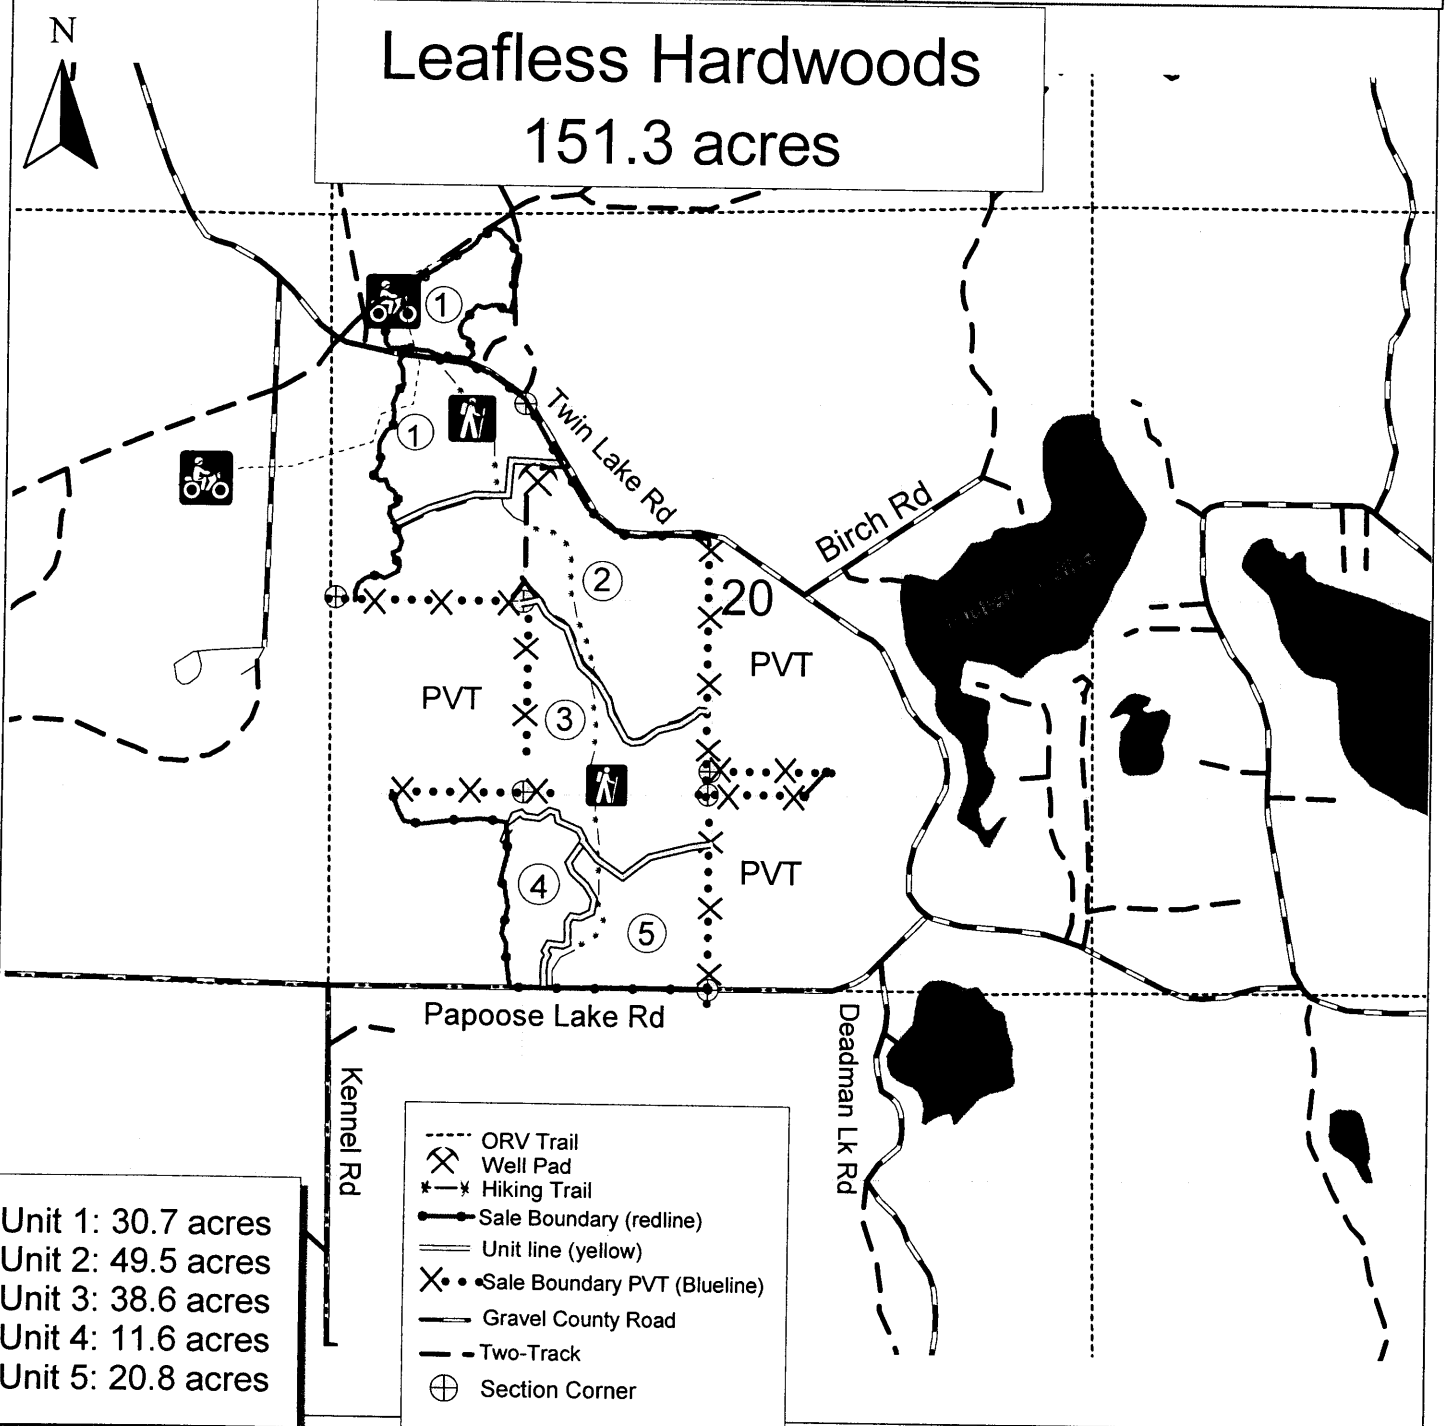 N
Leafless Hardwoods
151.3 acres
1
Twin Lake Rd
1
Birch Rd
2
20
PVT
PVT
3
PVT
4
5
Papoose Lake Rd
Kennel Rd
Deadman Lk Rd
ORV Trail
Well Pad
Hiking Trail
Sale Boundary (redline)
Unit line (yellow)
Sale Boundary PVT (Blueline)
Gravel County Road
Two-Track
Section Corner
Unit 1: 30.7 acres
Unit 2: 49.5 acres
Unit 3: 38.6 acres
Unit 4: 11.6 acres
Unit 5: 20.8 acres